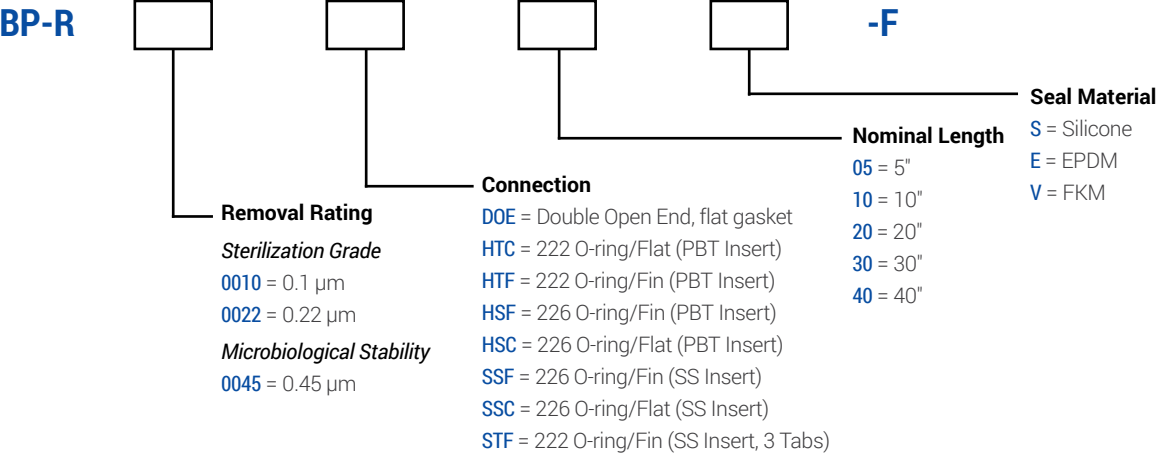 BP-R
-F
Removal Rating
Sterilization Grade
0010 = 0.1 µm
0022 = 0.22 µm
Microbiological Stability
0045 = 0.45 µm
Connection
DOE = Double Open End, flat gasket
HTC = 222 O-ring/Flat (PBT Insert)
HTF = 222 O-ring/Fin (PBT Insert)
HSF = 226 O-ring/Fin (PBT Insert)
HSC = 226 O-ring/Flat (PBT Insert)
SSF = 226 O-ring/Fin (SS Insert)
SSC = 226 O-ring/Flat (SS Insert)
STF = 222 O-ring/Fin (SS Insert, 3 Tabs)
Nominal Length
05 = 5"
10 = 10"
20 = 20"
30 = 30"
40 = 40"
Seal Material
S = Silicone
E = EPDM
V = FKM